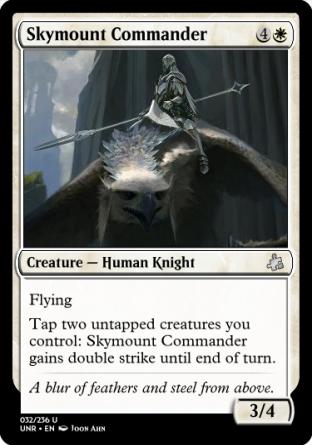 Skymount Commander 4
Creature — Human Knight
Flying
Tap two untapped creatures you
control: Skymount Commander
gains double strike until end of turn.
A blur of feathers and steel from above.
032/236 U
3/4
UNR • EN Joon Ahn